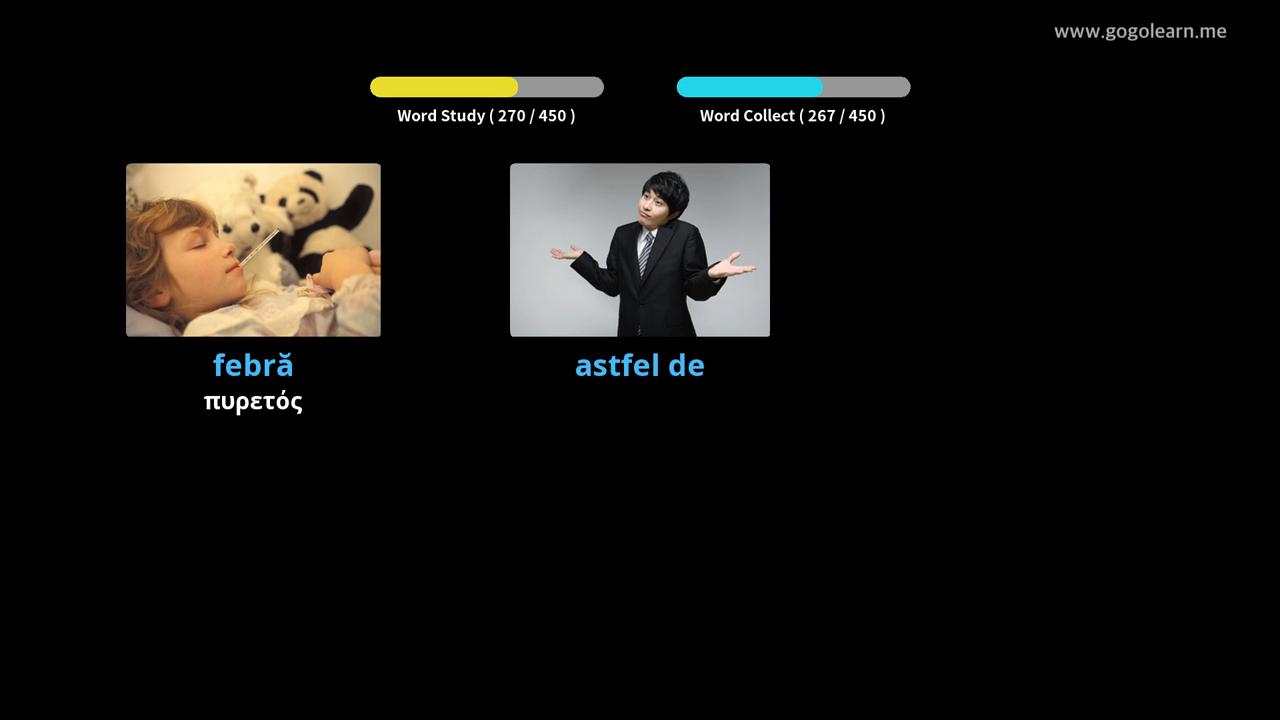 www.gogolearn.me
Word Study ( 270 / 450 )
Word Collect ( 267 / 450 )
febră
astfel de
πυρετός